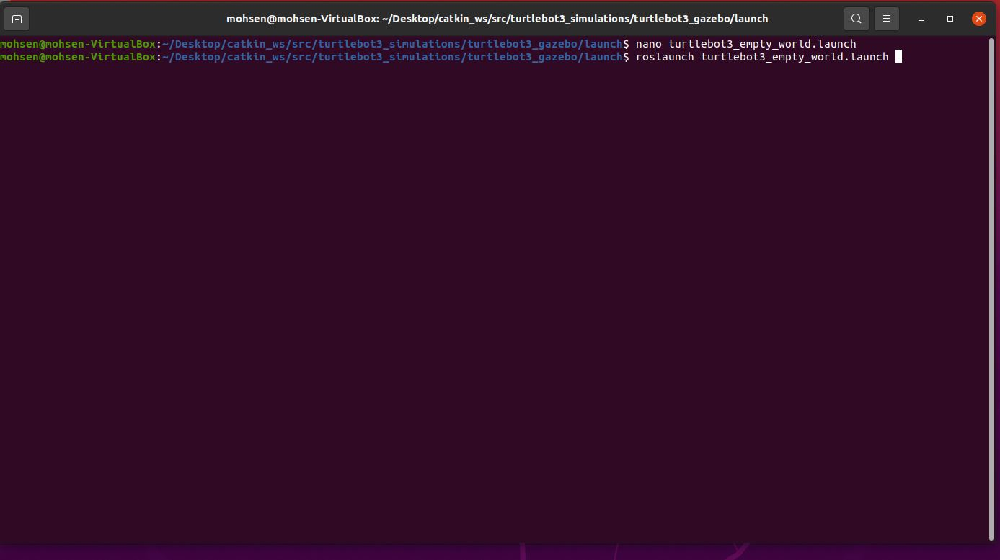 mohsen@mohsen-VirtualBox: ~/Desktop/catkin_ws/src/turtlebot3_simulations/turtlebot3_gazebo/launch
mohsen@mohsen-VirtualBox:~/Desktop/catkin_ws/src/turtlebot3_simulations/turtlebot3_gazebo/launch$ nano turtlebot3_empty_world.launch
mohsen@mohsen-VirtualBox:~/Desktop/catkin_ws/src/turtlebot3_simulations/turtlebot3_gazebo/launch$ roslaunch turtlebot3_empty_world.launch